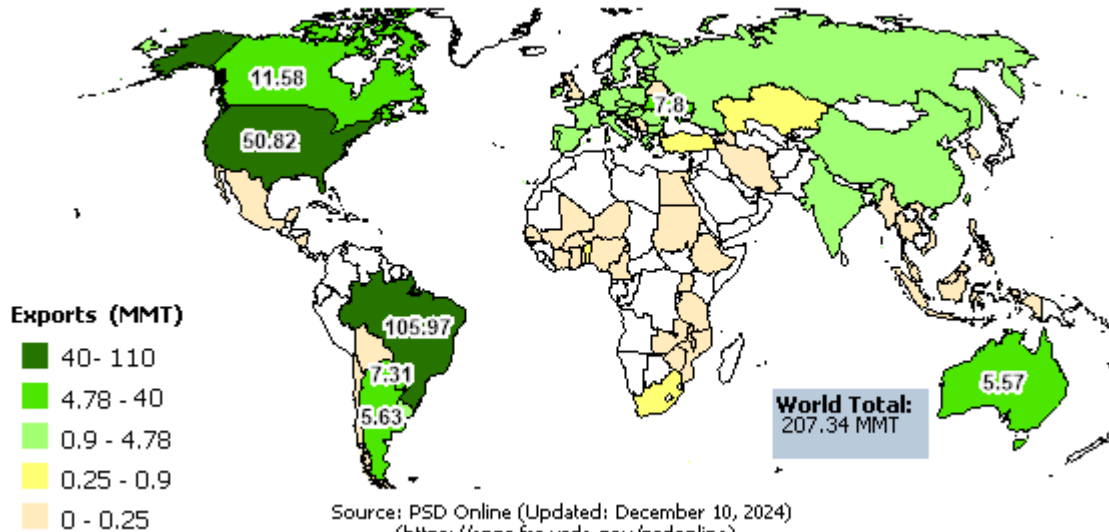 11.58
7.8
50.82
105.97
7.31
5.63
5.57
Exports (MMT)
40- 110
4.78 - 40
0.9 - 4.78
0.25 - 0.9
0 - 0.25
World Total:
207.34 MMT
Source: PSD Online (Updated: December 10, 2024)